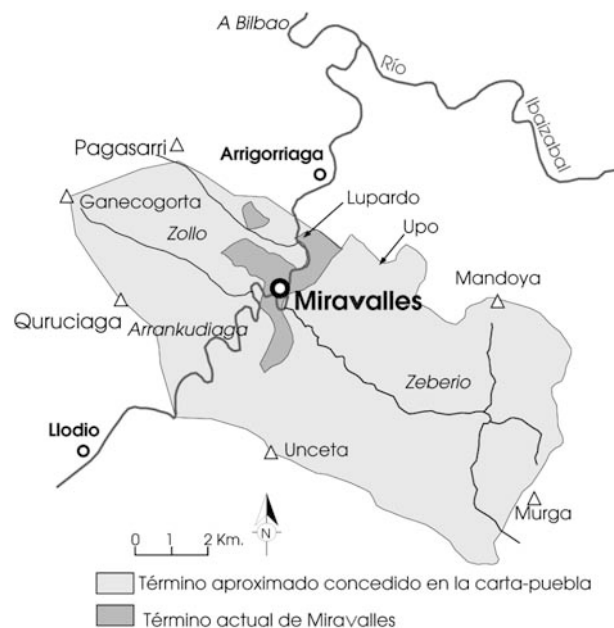 A Bilbao
Río
Ibaizabal
Pagasarri
Arrigorriaga
Lupardo
Ganecogorta
Upo
Zollo
Mandoya
Miravalles
Quruciaga
Arrankudiaga
Zeberio
Llodio
Unceta
Murga
N
0 1 2 Km.
Término aproximado concedido en la carta-puebla
Término actual de Miravalles